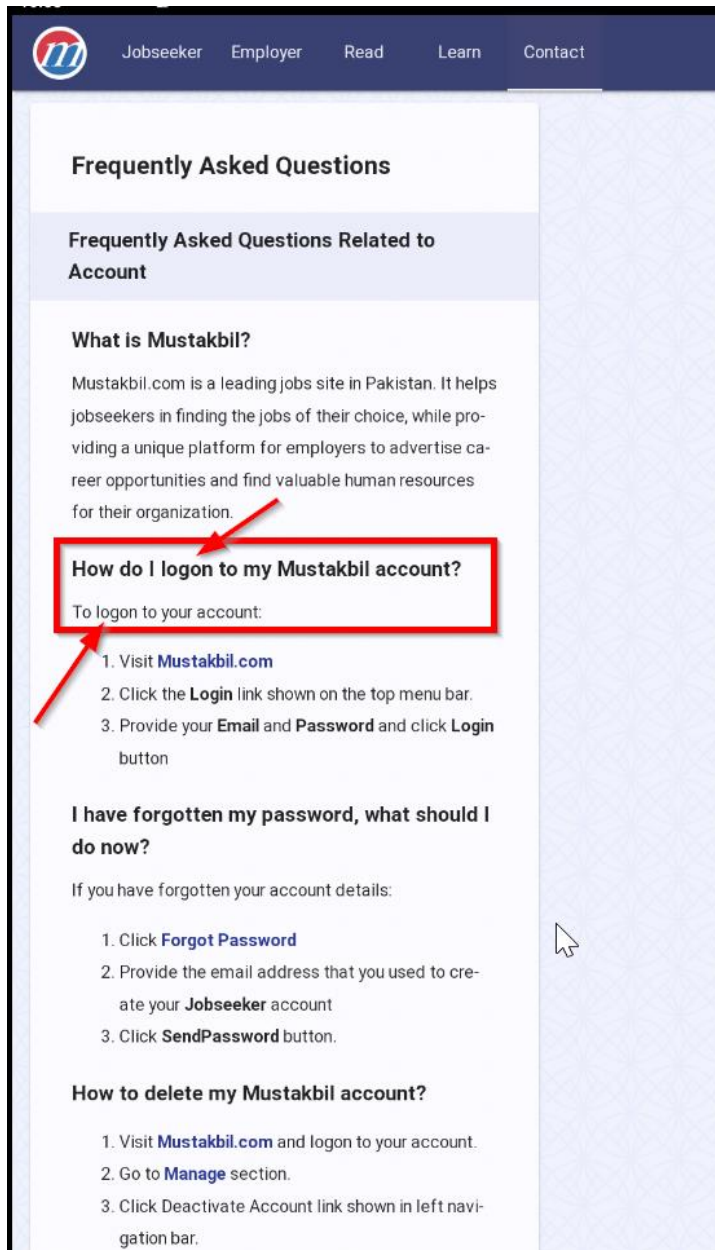 Jobseeker Employer Read Learn Contact
Frequently Asked Questions
Frequently Asked Questions Related to
Account
What is Mustakbil?
Mustakbil.com is a leading jobs site in Pakistan. It helps
jobseekers in finding the jobs of their choice, while pro-
viding a unique platform for employers to advertise ca-
reer opportunities and find valuable human resources
for their organization.
How do I logon to my Mustakbil account?
To logon to your account:
1. Visit Mustakbil.com
2. Click the Login link shown on the top menu bar.
3. Provide your Email and Password and click Login
button
I have forgotten my password, what should I
do now?
If you have forgotten your account details:
1. Click Forgot Password
2. Provide the email address that you used to cre-
ate your Jobseeker account
3. Click SendPassword button.
How to delete my Mustakbil account?
1. Visit Mustakbil.com and logon to your account.
2. Go to Manage section.
3. Click Deactivate Account link shown in left navi-
gation bar.